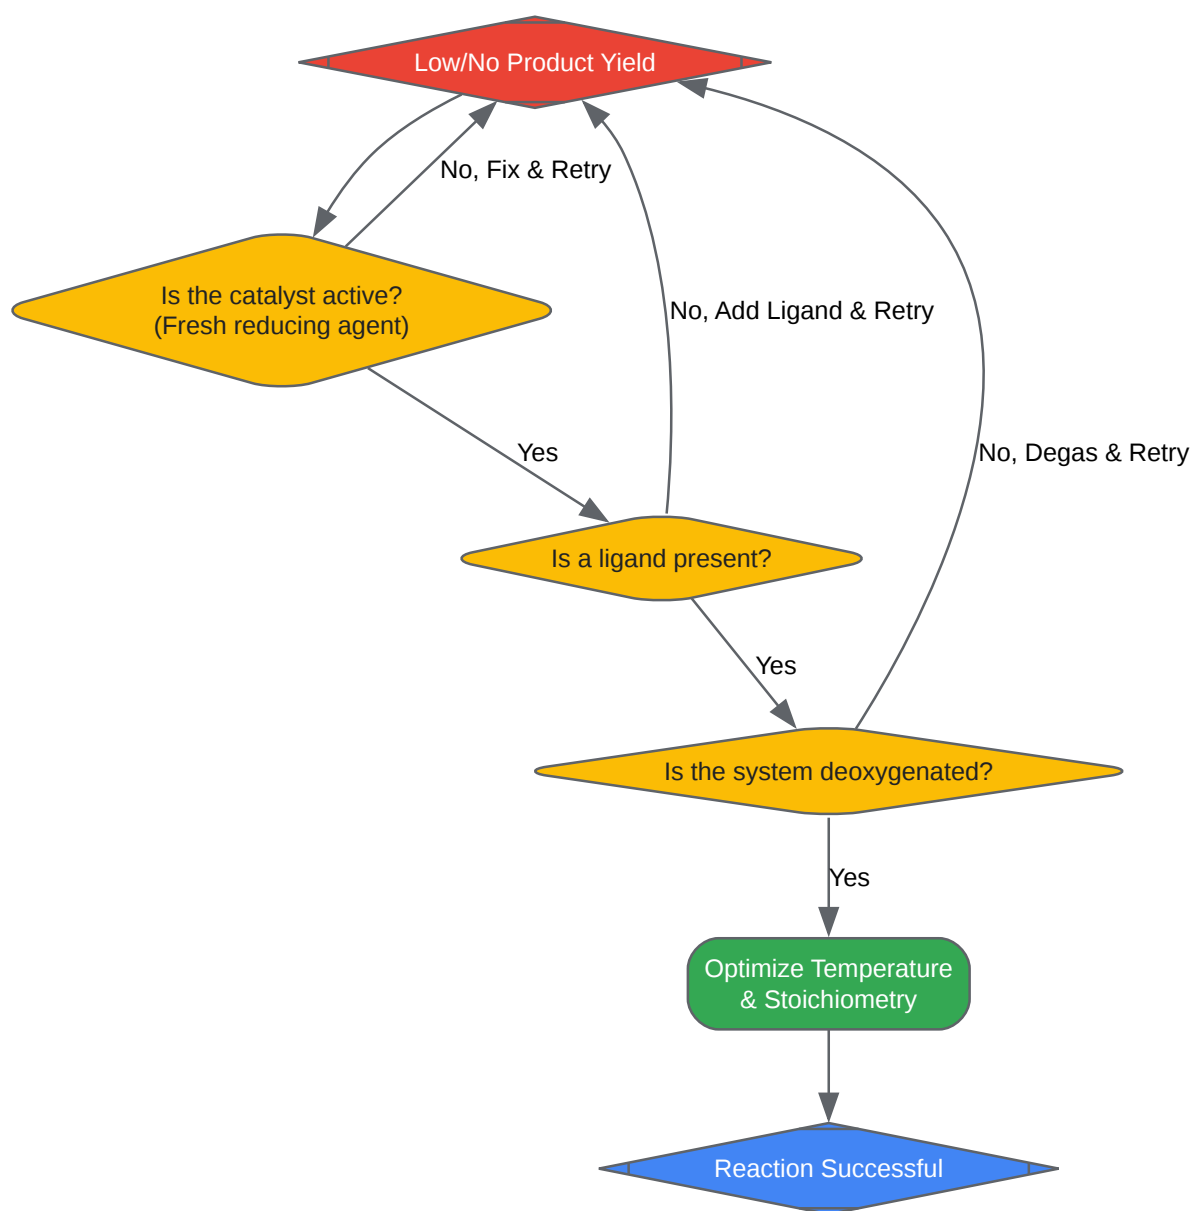 Low/No Product Yield
No, Fix & Retry
Is the catalyst active?
(Fresh reducing agent)
No, Add Ligand & Retry
Yes
No, Degas & Retry
Is a ligand present?
Yes
Is the system deoxygenated?
Yes
Optimize Temperature
& Stoichiometry
Reaction Successful